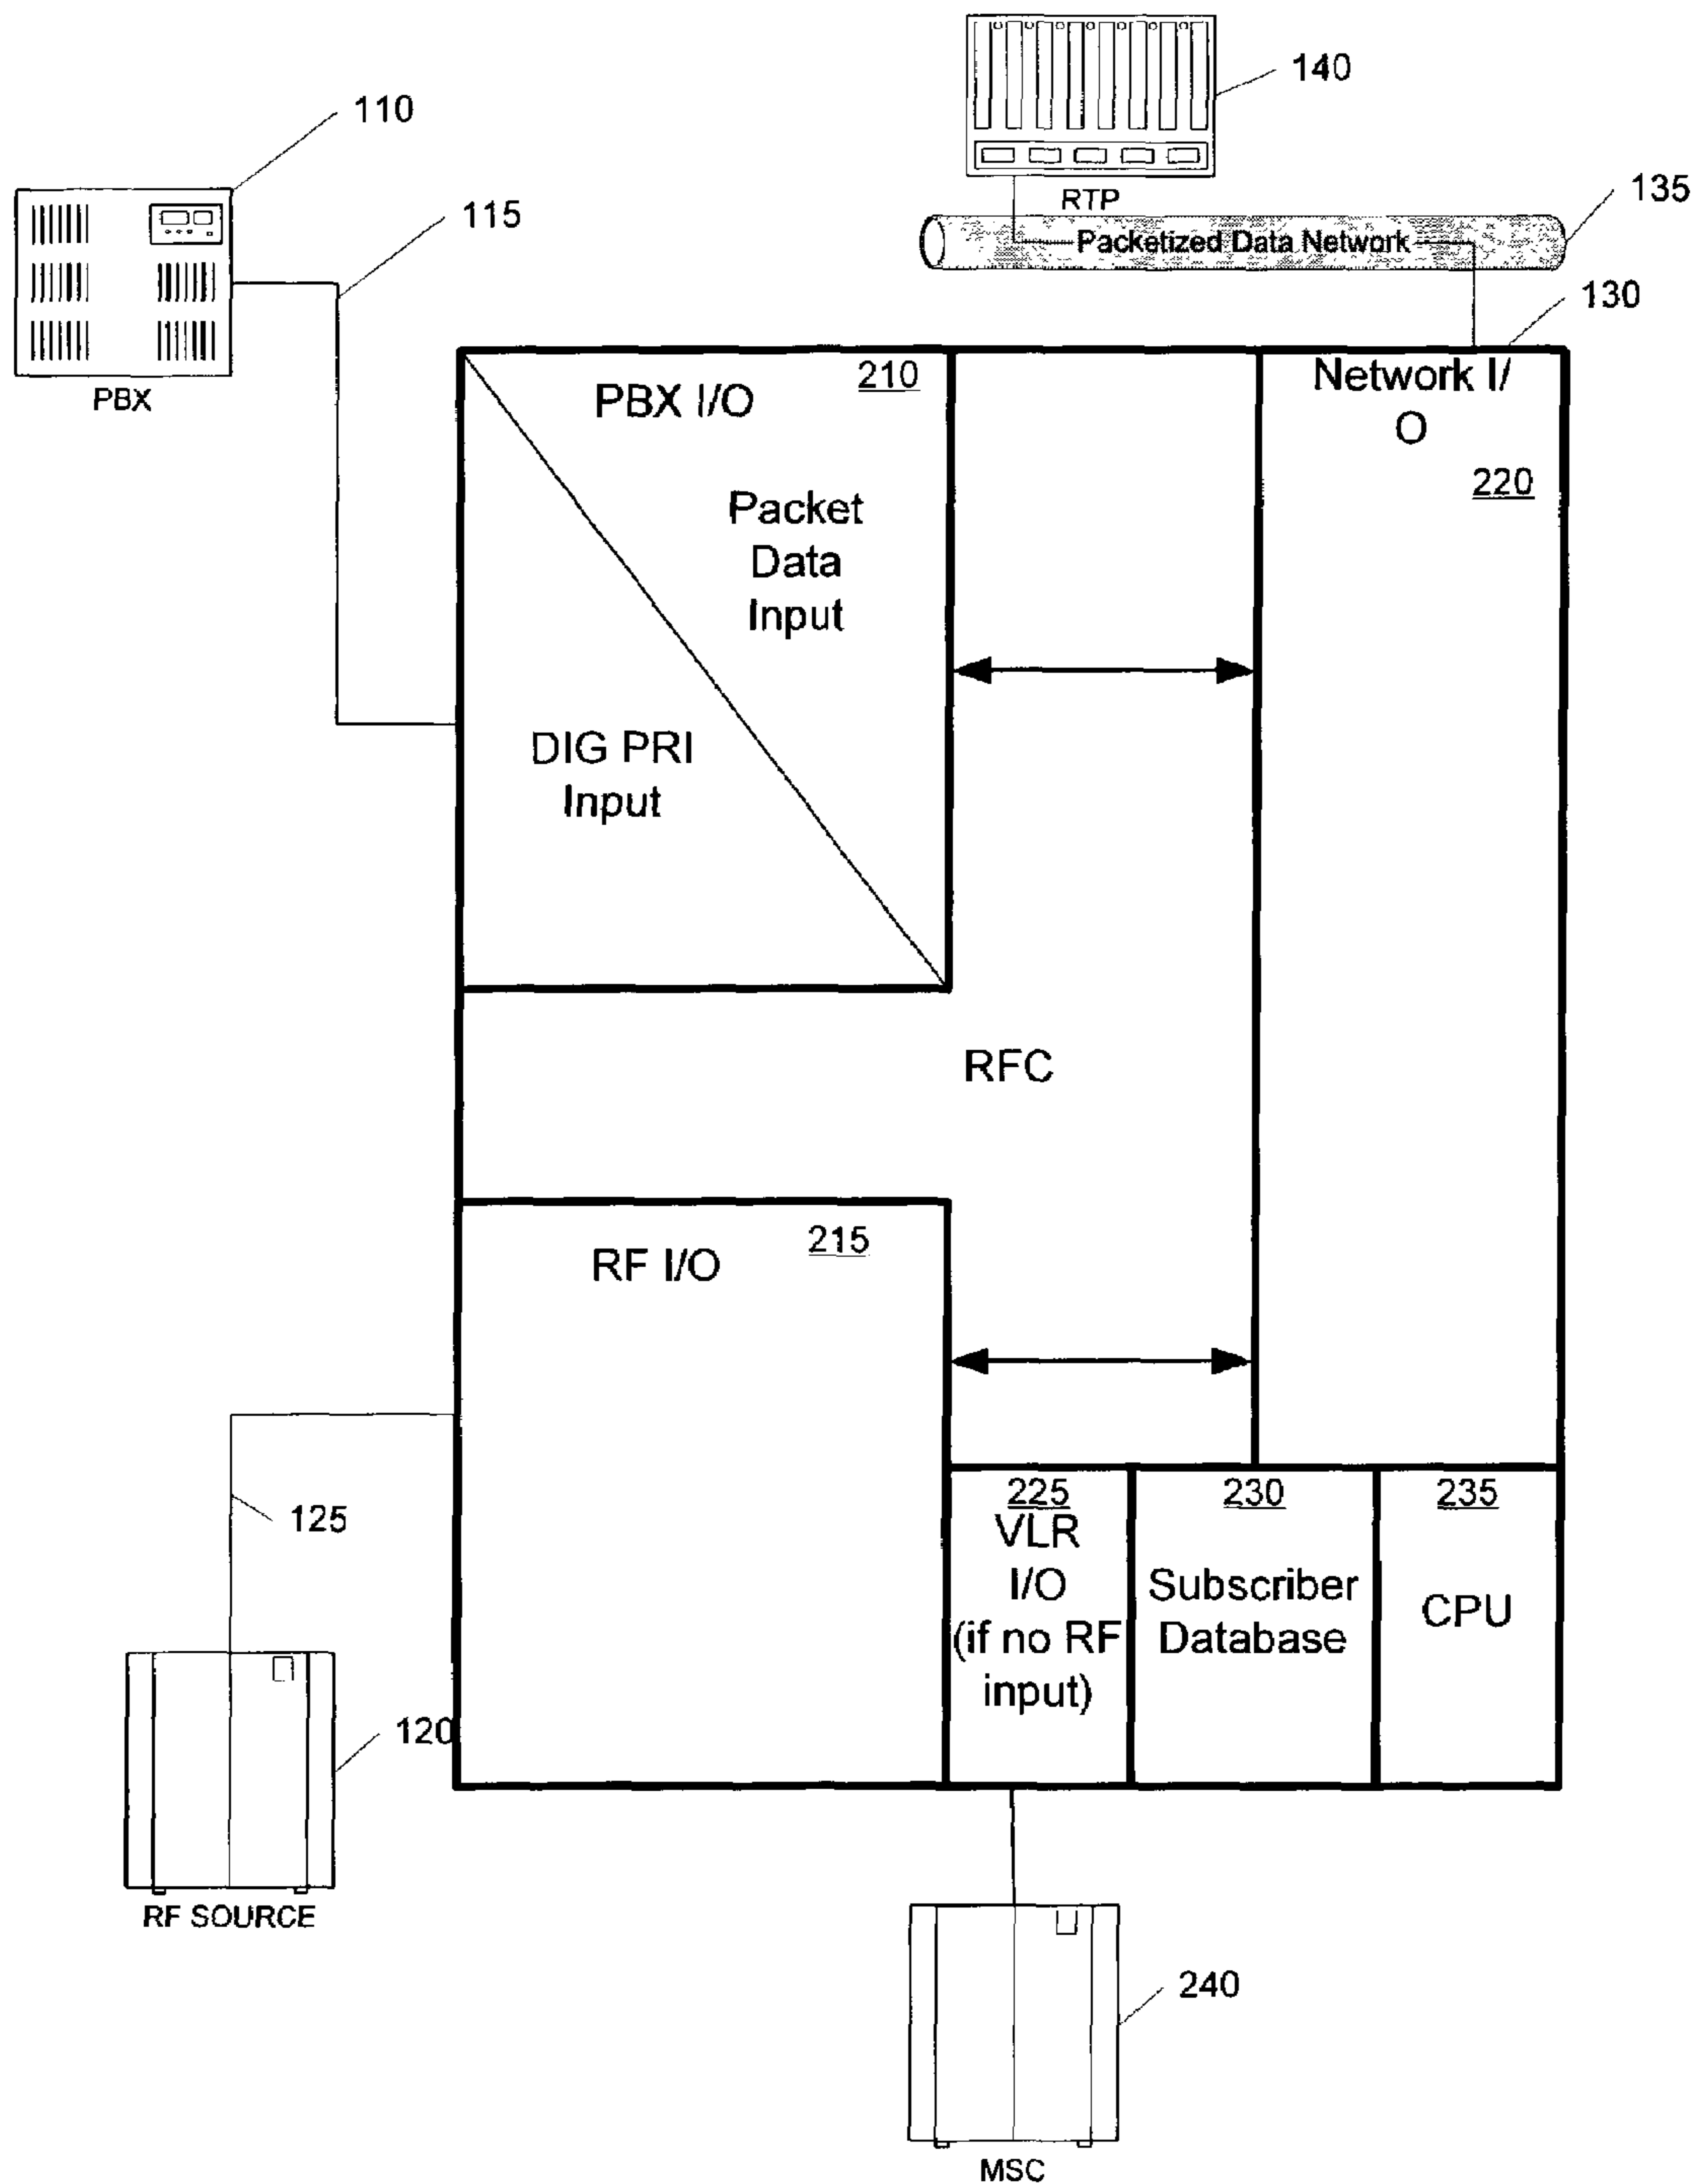 140
110
RTP
135
115
Packetized Data Network
130
PBX
PBX I/O
210
Network I/
O
220
Packet
Data
Input
DIG PRI
Input
RFC
RF I/O
215
125
225
VLR
I/O
(if no RF
input)
230
Subscriber
Database
235
CPU
120
RF SOURCE
240
MSC